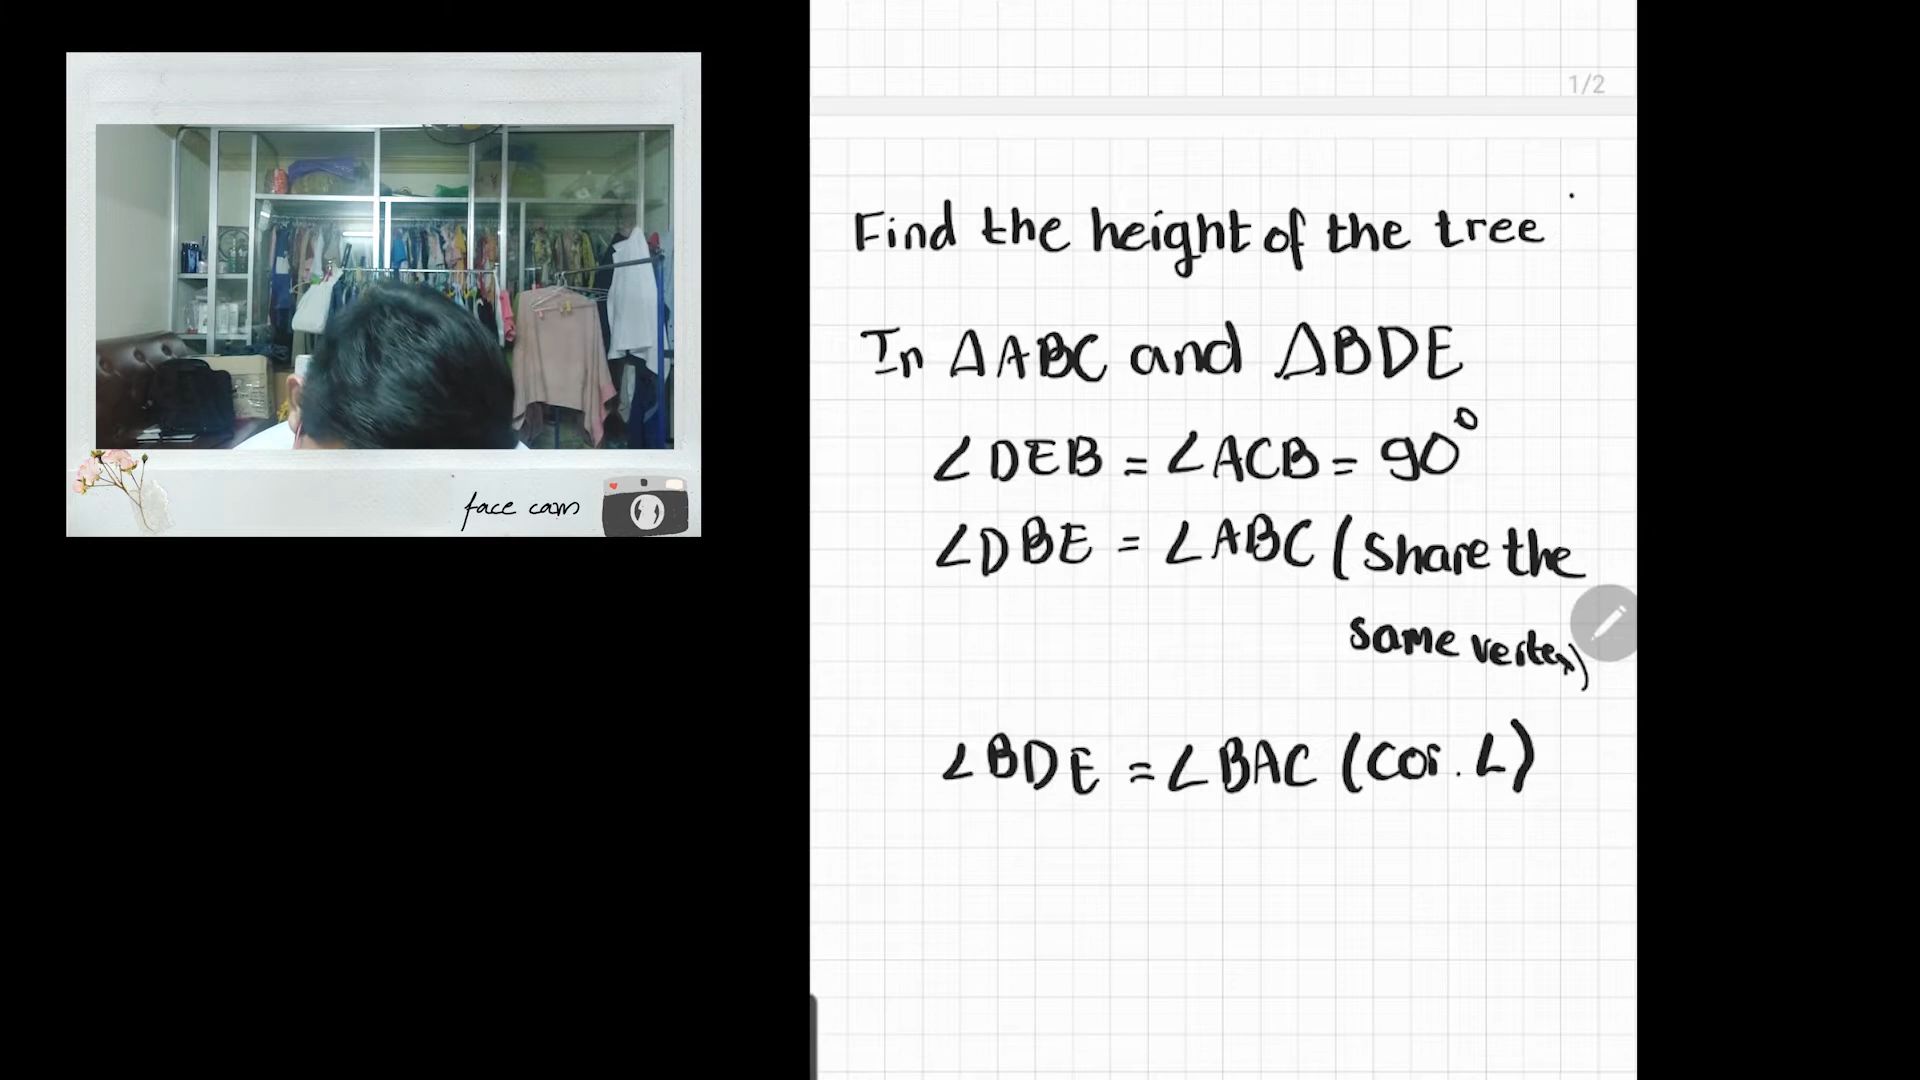 face cam
1/2
Find the height of the tree
In ΔABC and ΔBDE
∠DEB = ∠ACB = 90°
∠DBE = ∠ABC (Share the
same vertex)
∠BDE = ∠BAC (Cor. ∠)